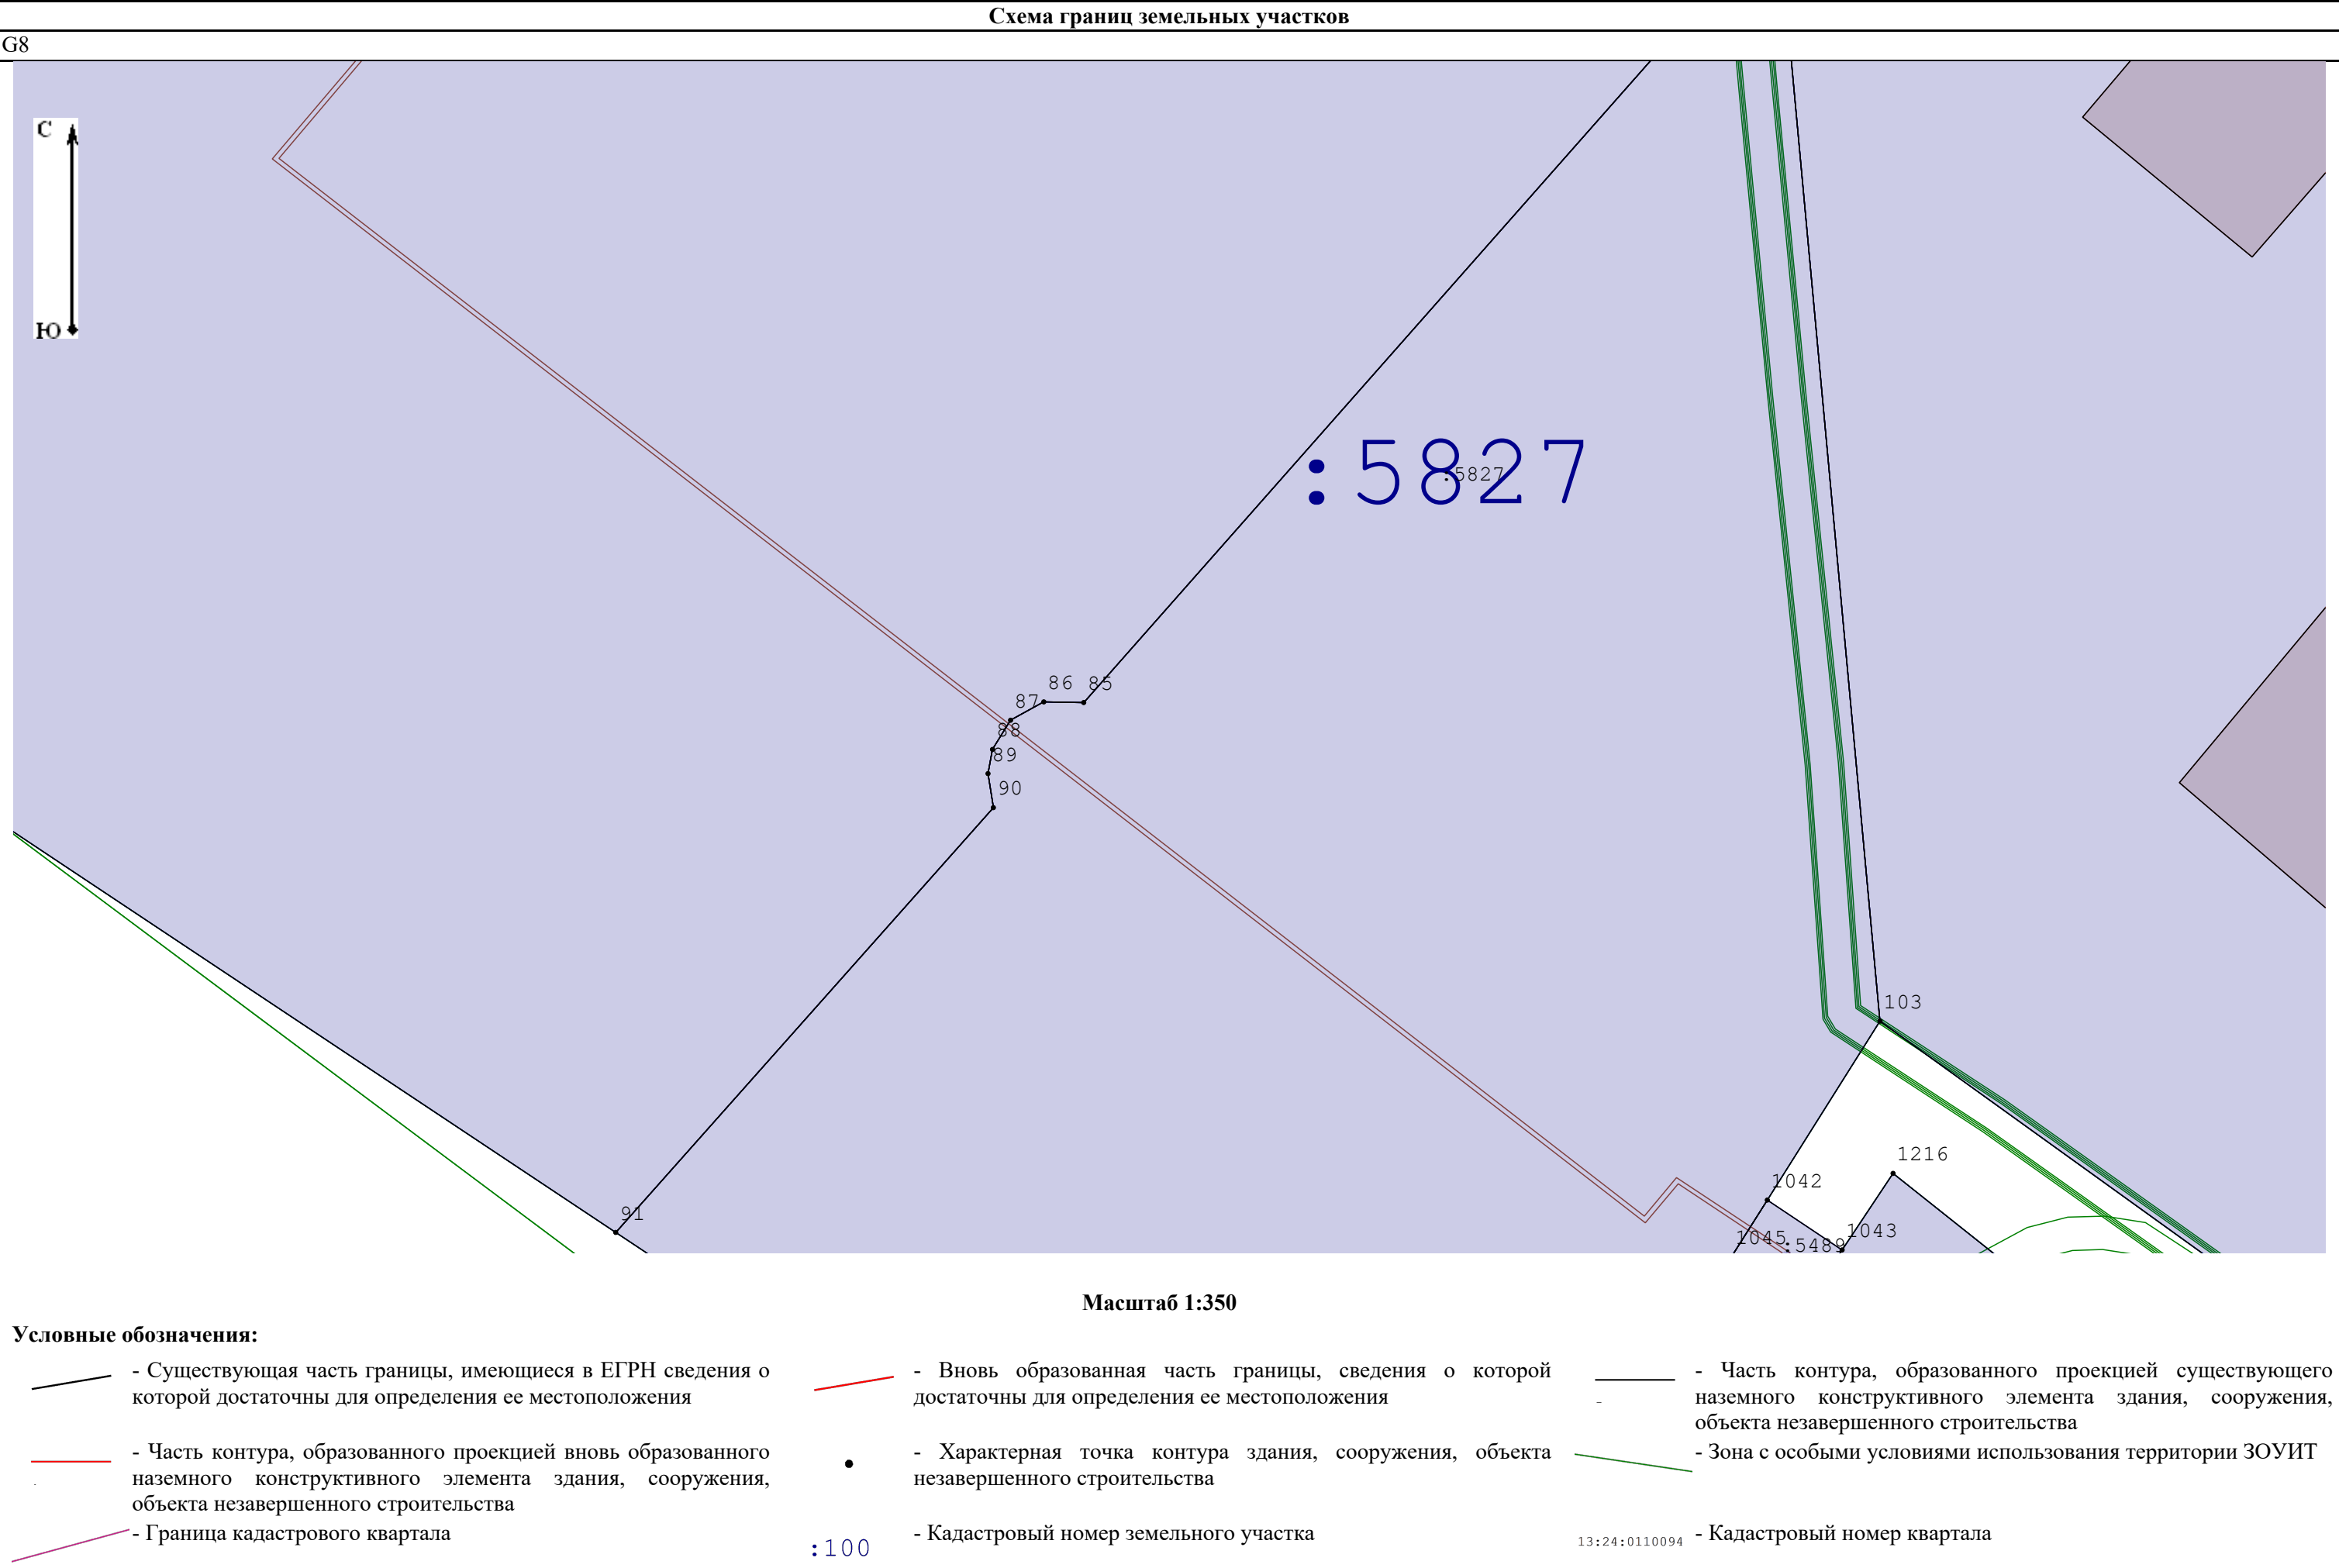 Схема границ земельных участков
G8
С
Ю
:5827
:5827
86 85
87
88
89
90
103
1216
1042
91
1043
1045
:5489
Масштаб 1:350
Условные обозначения:
- Существующая часть границы, имеющиеся в ЕГРН сведения о
которой достаточны для определения ее местоположения
- Вновь образованная часть границы, сведения о которой
достаточны для определения ее местоположения
- Часть контура, образованного проекцией существующего
наземного конструктивного элемента здания, сооружения,
объекта незавершенного строительства
- Часть контура, образованного проекцией вновь образованного
наземного конструктивного элемента здания, сооружения,
объекта незавершенного строительства
- Характерная точка контура здания, сооружения, объекта
незавершенного строительства
- Зона с особыми условиями использования территории ЗОУИТ
- Граница кадастрового квартала
:100
- Кадастровый номер земельного участка
13:24:0110094
- Кадастровый номер квартала